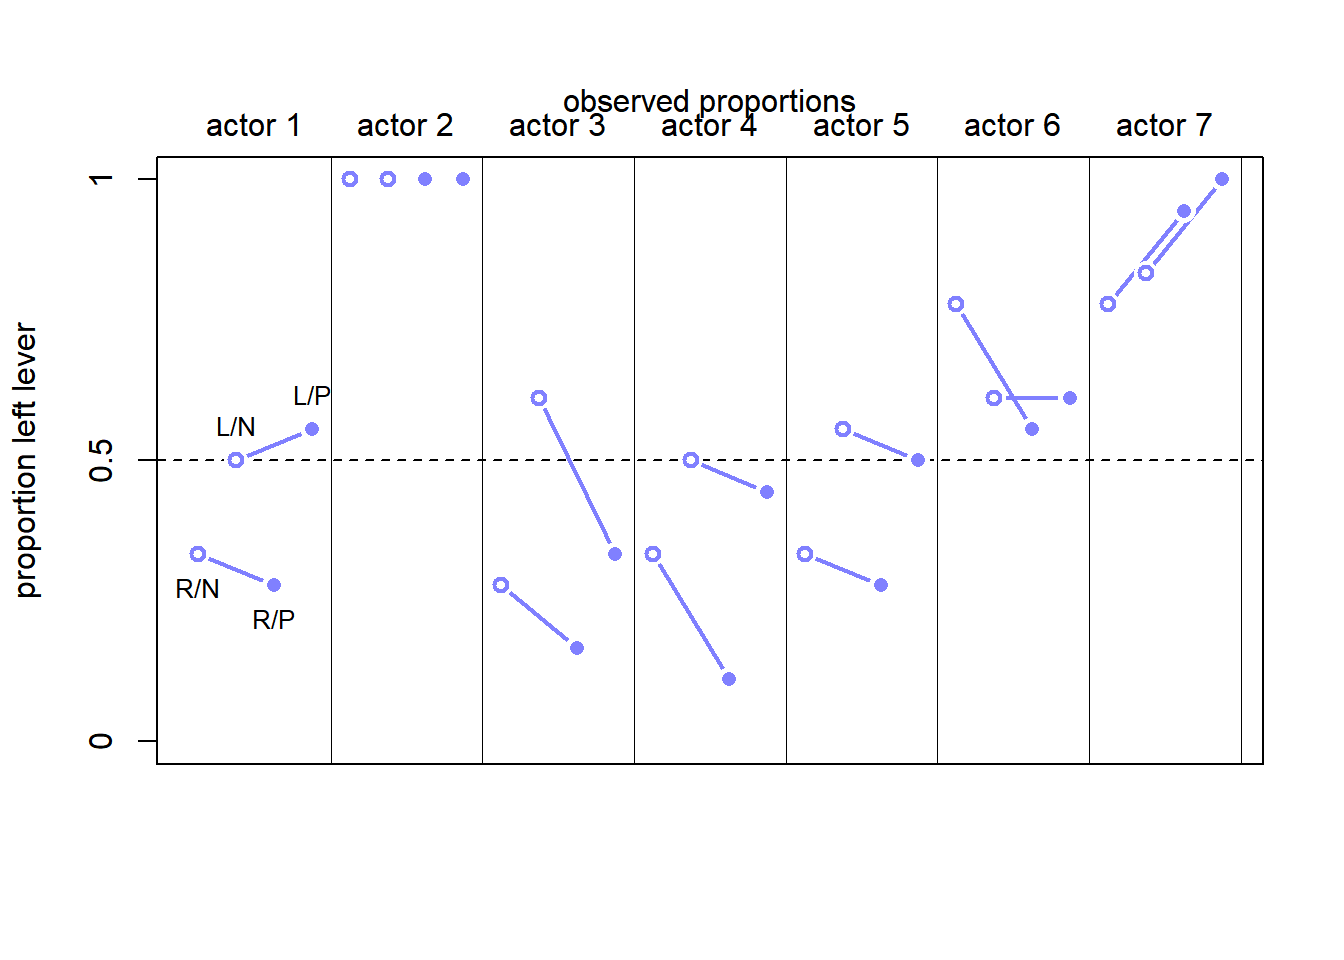 observed proportions
actor 1 actor 2 actor 3 actor 4 actor 5 actor 6 actor 7
proportion left lever
1
0.5
0
L/P
L/N
R/N
R/P